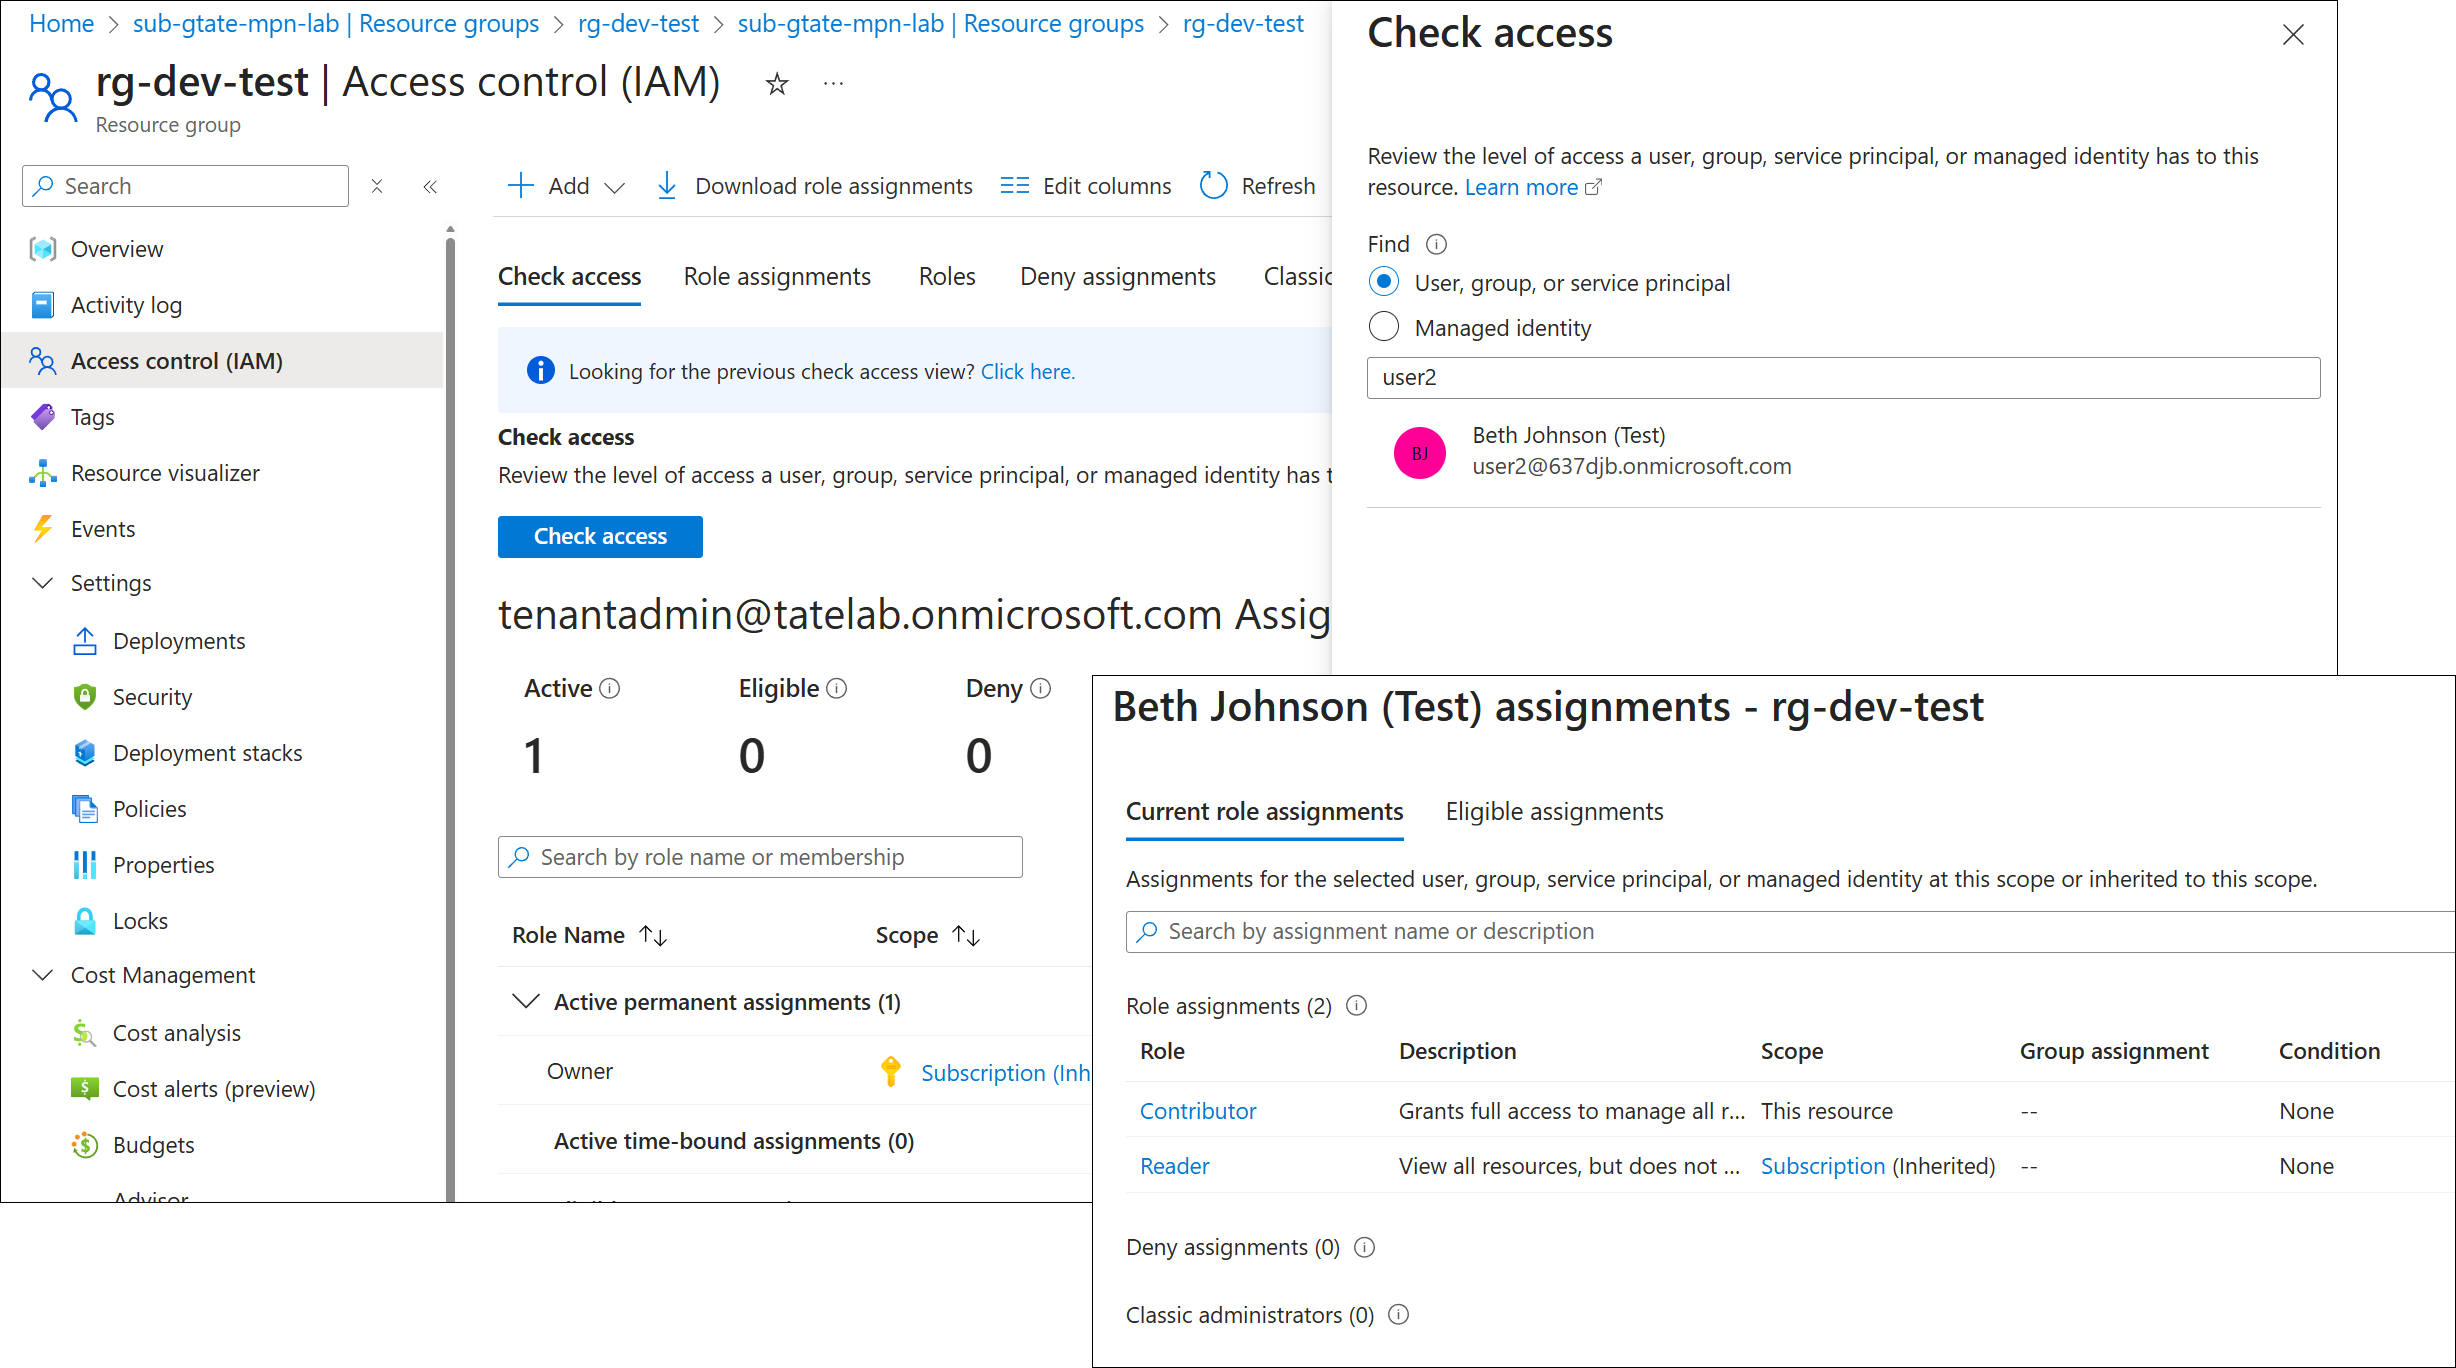 Home > sub-gtate-mpn-lab | Resource groups > rg-dev-test > sub-gtate-mpn-lab | Resource groups > rg-dev-test
rg-dev-test | Access control (IAM)
Resource group
Search
Overview
Activity log
Access control (IAM)
Tags
Resource visualizer
Events
Settings
Deployments
Security
Deployment stacks
Policies
Properties
Locks
Cost Management
Cost analysis
Cost alerts (preview)
Budgets
Advisor
Add
Download role assignments
Edit columns
Refresh
Check access
Role assignments
Roles
Deny assignments
Classic
Looking for the previous check access view? Click here.
Check access
Review the level of access a user, group, service principal, or managed identity has t
Check access
tenantadmin@tatelab.onmicrosoft.com Assig
Active
Eligible
Deny
1
0
0
Search by role name or membership
Role Name
Scope
Active permanent assignments (1)
Owner
Subscription (Inh
Active time-bound assignments (0)
Check access
Review the level of access a user, group, service principal, or managed identity has to this
resource. Learn more
Find
User, group, or service principal
Managed identity
user2
BJ
Beth Johnson (Test)
user2@637djb.onmicrosoft.com
Beth Johnson (Test) assignments - rg-dev-test
Current role assignments
Eligible assignments
Assignments for the selected user, group, service principal, or managed identity at this scope or inherited to this scope.
Search by assignment name or description
Role assignments (2)
Role Description Scope Group assignment Condition
Contributor Grants full access to manage all r... This resource -- None
Reader View all resources, but does not ... Subscription (Inherited) -- None
Deny assignments (0)
Classic administrators (0)